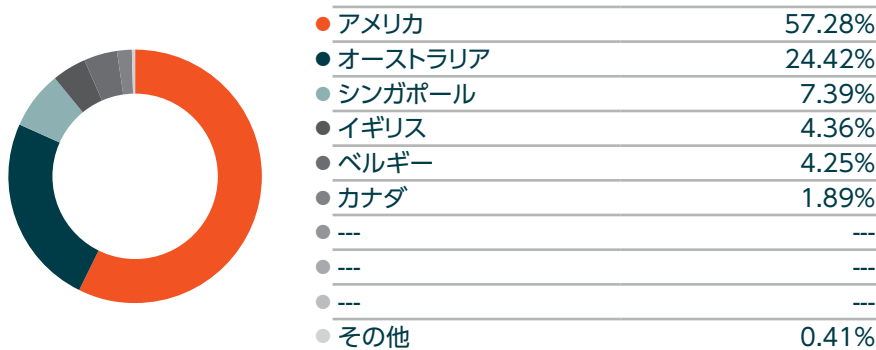 アメリカ 57.28%
オーストラリア 24.42%
シンガポール 7.39%
イギリス 4.36%
ベルギー 4.25%
カナダ 1.89%
--- ---
--- ---
--- ---
その他 0.41%